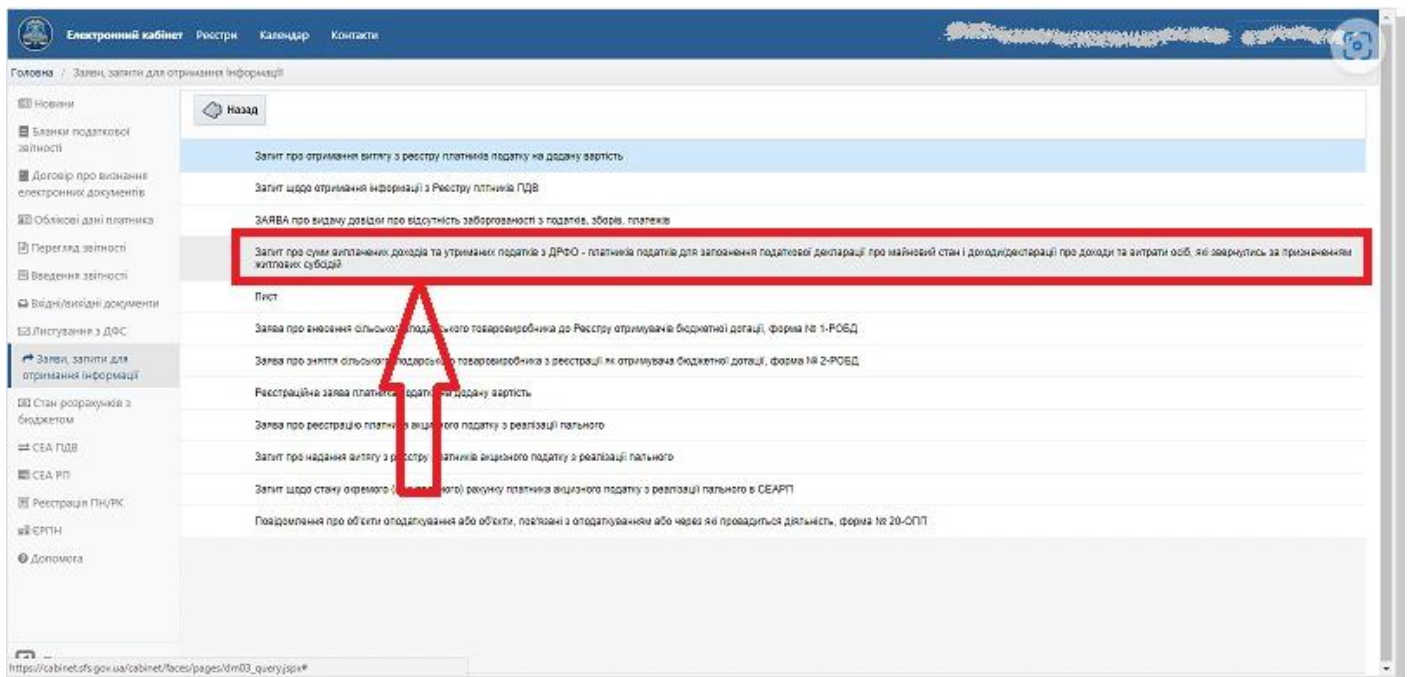 Електронний кабінет Реєстри Календар Контакти
Головна / Заяви, запити для отримання інформації
Новини
Бланки податкової
звітності
Договір про визнання
електронних документів
Облікові дані платника
Перегляд звітності
Введення звітності
Вхідні/вихідні документи
Листування з ДФС
Заяви, запити для
отримання інформації
Стан розрахунків з
бюджетом
СЕА ПДВ
СЕА РП
Реєстрація ПН/РК
ЄРПН
Допомога
Назад
Запит про отримання витягу з реєстру платників податку на додану вартість
Запит щодо отримання інформації з Реєстру плтників ПДВ
ЗАЯВА про видачу довідки про відсутність заборгованості з податків, зборів, платежів
Запит про суми виплачених доходів та утриманих податків з ДРФО - платників податків для заповнення податкової декларації про майновий стан і доходи/декларації про доходи та витрати осіб, які звернулись за призначенням
житлових субсидій
Лист
Заява про внесення сільського подарського товаровиробника до Реєстру отримувачів бюджетної дотації, форма № 1-РОБД
Заява про зняття сільського подарського товаровиробника з реєстрації як отримувача бюджетної дотації, форма № 2-РОБД
Реєстраційна заява платника податку на додану вартість
Заява про реєстрацію платника акцизного податку з реалізації пального
Запит про надання витягу з реєстру платників акцизного податку з реалізації пального
Запит щодо стану окремого ( ного) рахунку платника акцизного податку з реалізації пального в СЕАРП
Повідомлення про об'єкти оподаткування або об'єкти, пов'язані з оподаткуванням або через які провадиться діяльність, форма № 20-ОПП
https://cabinet.sfs.gov.ua/cabinet/faces/pages/dm03_query.jspx#